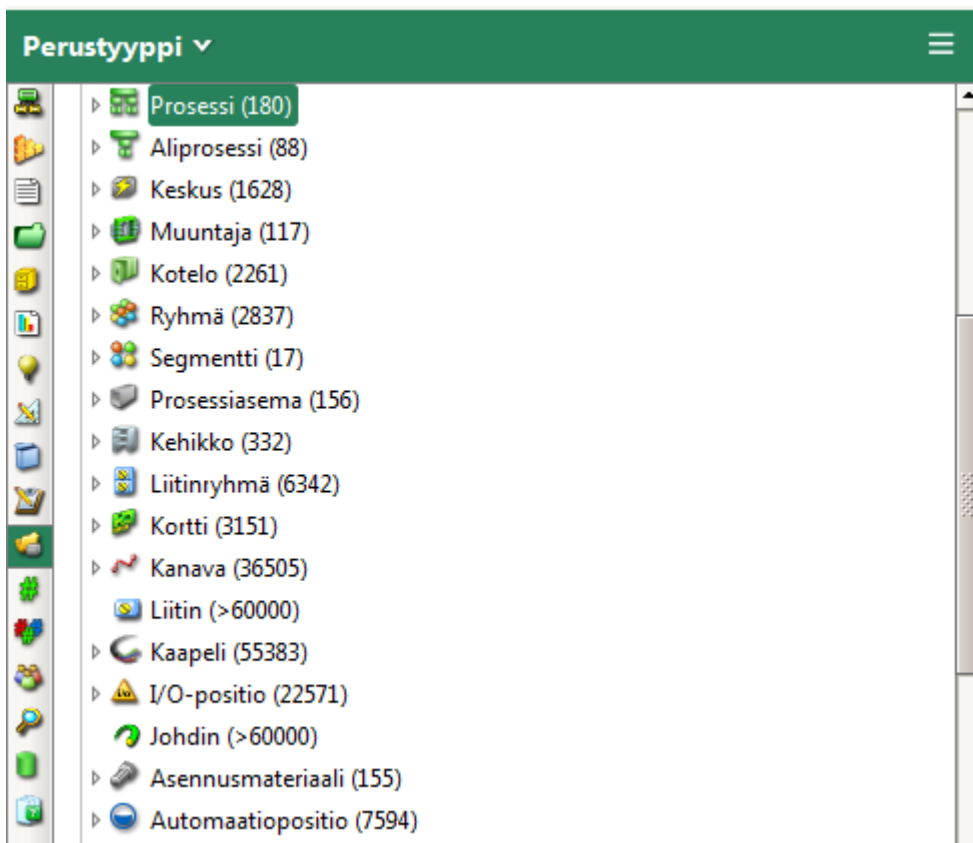 Perustyyppi
Prosessi (180)
Aliprosessi (88)
Keskus (1628)
Muuntaja (117)
Kotelo (2261)
Ryhmä (2837)
Segmentti (17)
Prosessiasema (156)
Kehikko (332)
Liitinryhmä (6342)
Kortti (3151)
Kanava (36505)
Liitin (>60000)
Kaapeli (55383)
I/O-positio (22571)
Johdin (>60000)
Asennusmateriaali (155)
Automaatiopositio (7594)